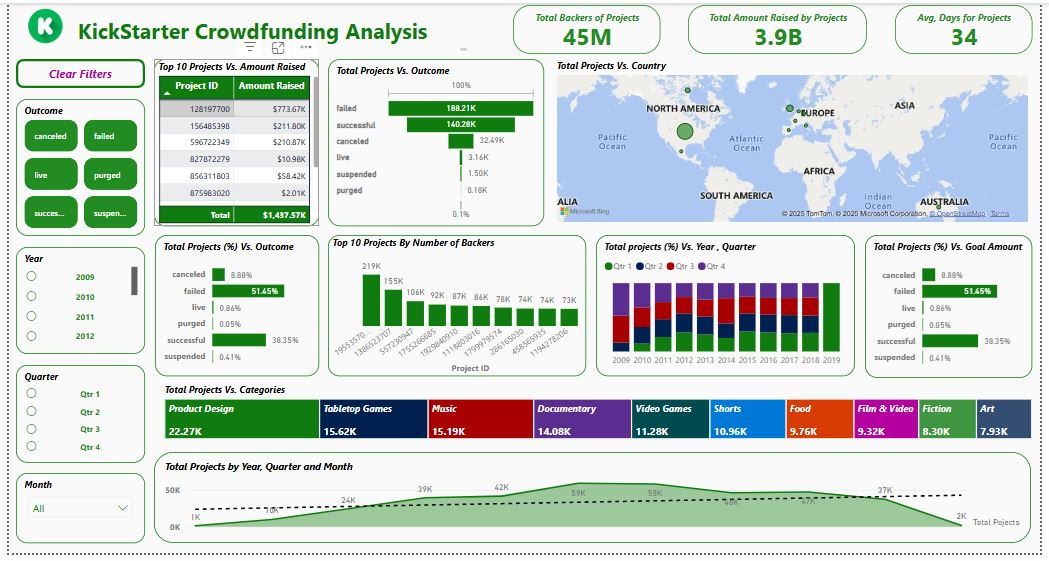 K
KickStarter Crowdfunding Analysis
Total Backers of Projects
45M
Total Amount Raised by Projects
3.9B
Avg, Days for Projects
34
Clear Filters
Outcome
canceled
failed
live
purged
succes...
suspen...
Year
2009
2010
2011
2012
Quarter
Qtr 1
Qtr 2
Qtr 3
Qtr 4
Month
All
Top 10 Projects Vs. Amount Raised
Project ID Amount Raised
128197700 $773.67K
156485398 $211.80K
596722349 $210.87K
827872279 $10.98K
856311803 $58.42K
875983020 $2.01K
Total $1,437.57K
Total Projects Vs. Outcome
100%
failed 188.21K
successful 140.28K
canceled 32.49K
live 3.16K
suspended 1.50K
purged 0.18K
0.1%
Total Projects Vs. Country
NORTH AMERICA
EUROPE
ASIA
Pacific
Ocean
Atlantic
Ocean
Pacific
Ocean
AFRICA
SOUTH AMERICA
Indian
Ocean
AUSTRALIA
ALIA
Microsoft Bing
© 2025 TomTom, © 2025 Microsoft Corporation, © OpenStreetMap Terms
Total Projects (%) Vs. Outcome
canceled 8.88%
failed 51.45%
live 0.86%
purged 0.05%
successful 38.35%
suspended 0.41%
Top 10 Projects By Number of Backers
219K
155K
106K
92K
87K
86K
78K
74K
74K
73K
19553570...
1386523707
557230947
1755266685
1929840910
1118803016
1799979574
286165030
458565935
1194278206
Project ID
Total projects (%) Vs. Year , Quarter
Qtr 1 Qtr 2 Qtr 3 Qtr 4
2009 2010 2011 2012 2013 2014 2015 2016 2017 2018 2019
Total Projects (%) Vs. Goal Amount
canceled 8.88%
failed 51.45%
live 0.86%
purged 0.05%
successful 38.35%
suspended 0.41%
Total Projects Vs. Categories
Product Design
22.27K
Tabletop Games
15.62K
Music
15.19K
Documentary
14.08K
Video Games
11.28K
Shorts
10.96K
Food
9.76K
Film & Video
9.32K
Fiction
8.30K
Art
7.93K
Total Projects by Year, Quarter and Month
50K
0K
1K
10K
24K
39K
42K
59K
58K
48K
47K
37K
2K
Total Pojects